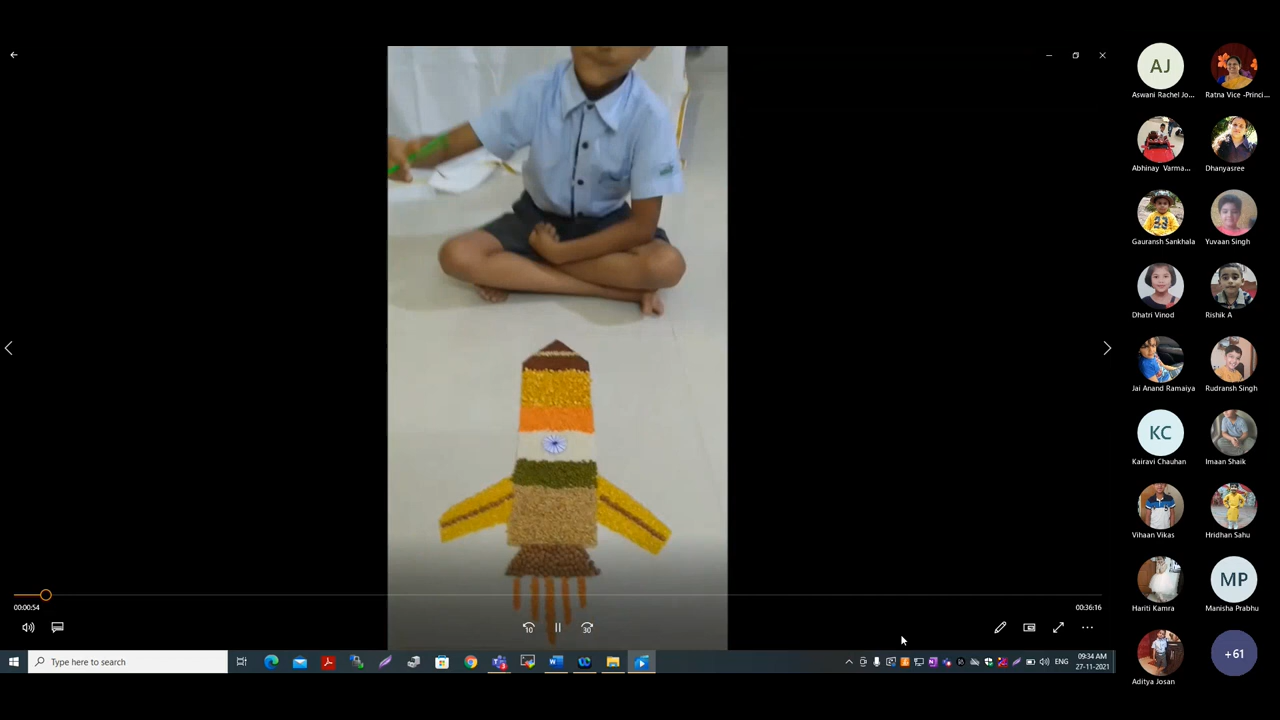 AJ
Aswani Rachel Jo...
Ratna Vice -Princi...
Abhinay Varma...
Dhanyasree
Gauransh Sankhala
Yuvaan Singh
Dhatri Vinod
Rishik A
Jai Anand Ramaiya
Rudransh Singh
KC
Kairavi Chauhan
Imaan Shaik
Vihaan Vikas
Hridhan Sahu
MP
Hariti Kamra
Manisha Prabhu
+61
Aditya Josan
00:00:54
00:36:16
10
30
Type here to search
ENG
09:34 AM
27-11-2021